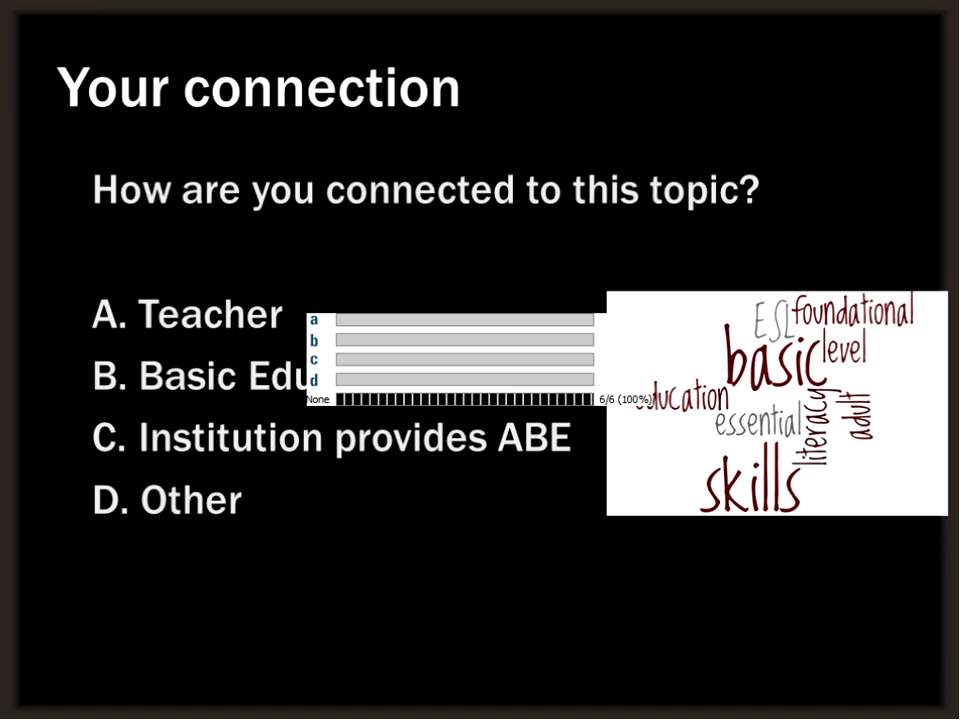 Your connection
How are you connected to this topic?
A. Teacher
B. Basic Edu
C. Institution provides ABE
D. Other
a
b
c
d
None 6/6 (100%)
ESL foundational
basic level
education
essential
literacy
adult
skills